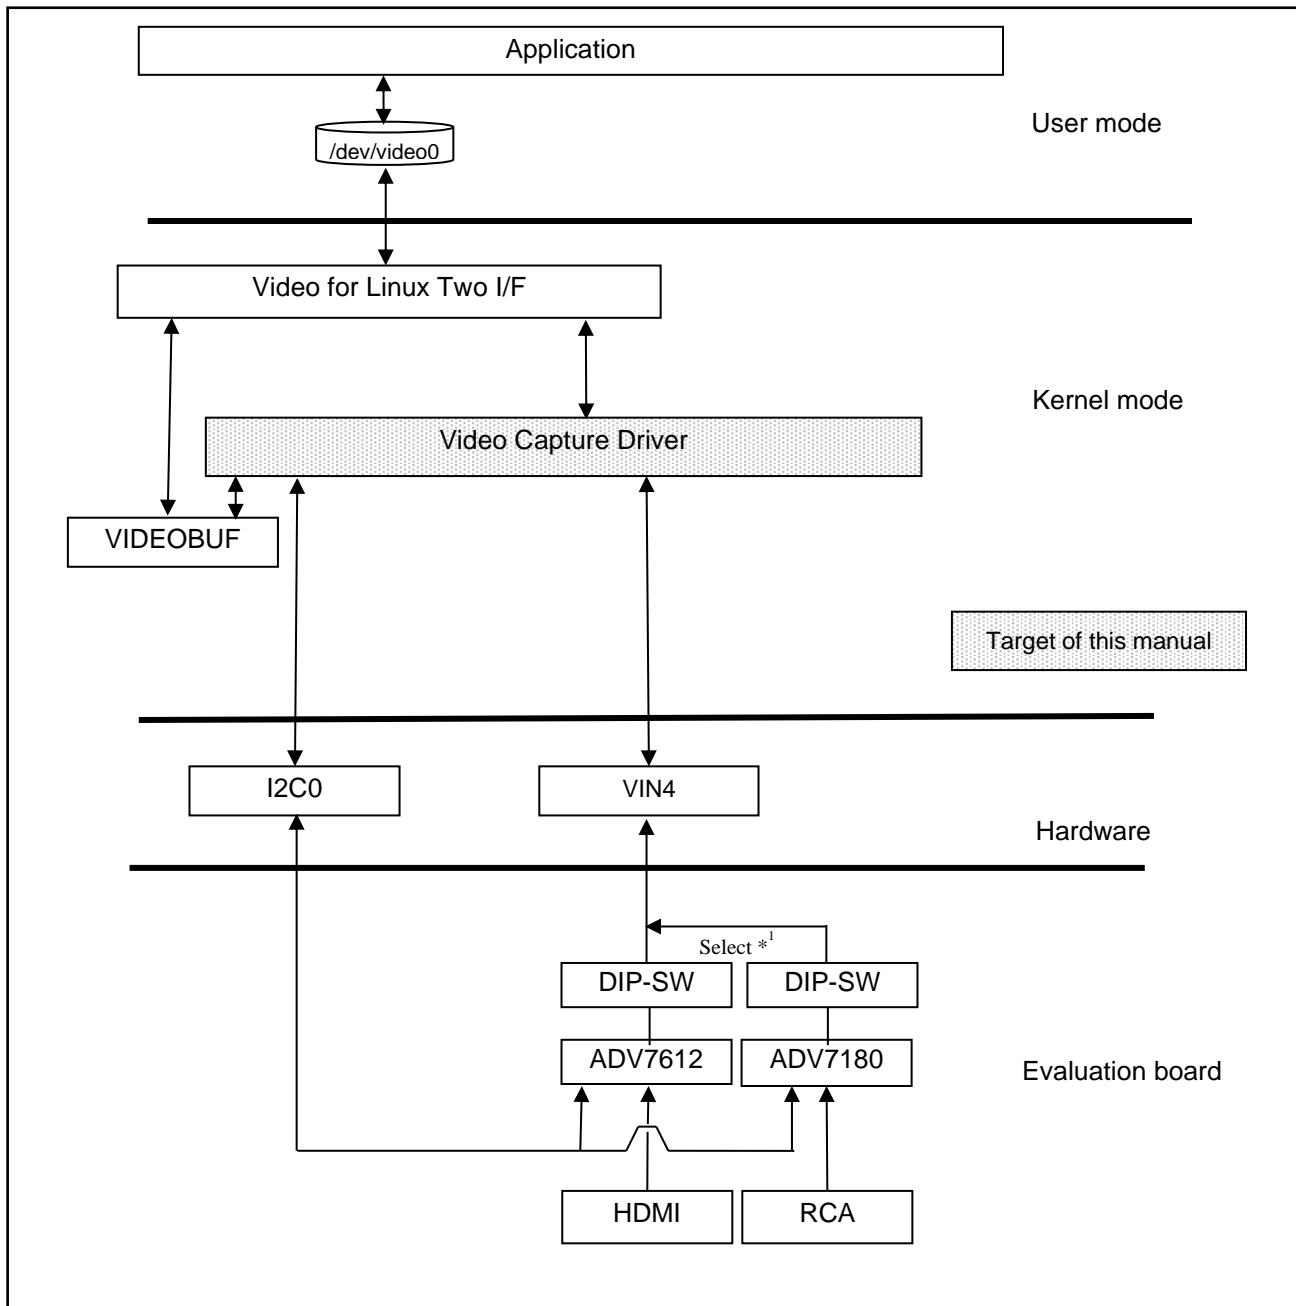 Application
User mode
/dev/video0
Video for Linux Two I/F
Kernel mode
Video Capture Driver
VIDEOBUF
Target of this manual
I2C0
VIN4
Hardware
Select *1
DIP-SW
DIP-SW
ADV7612
ADV7180
Evaluation board
HDMI
RCA